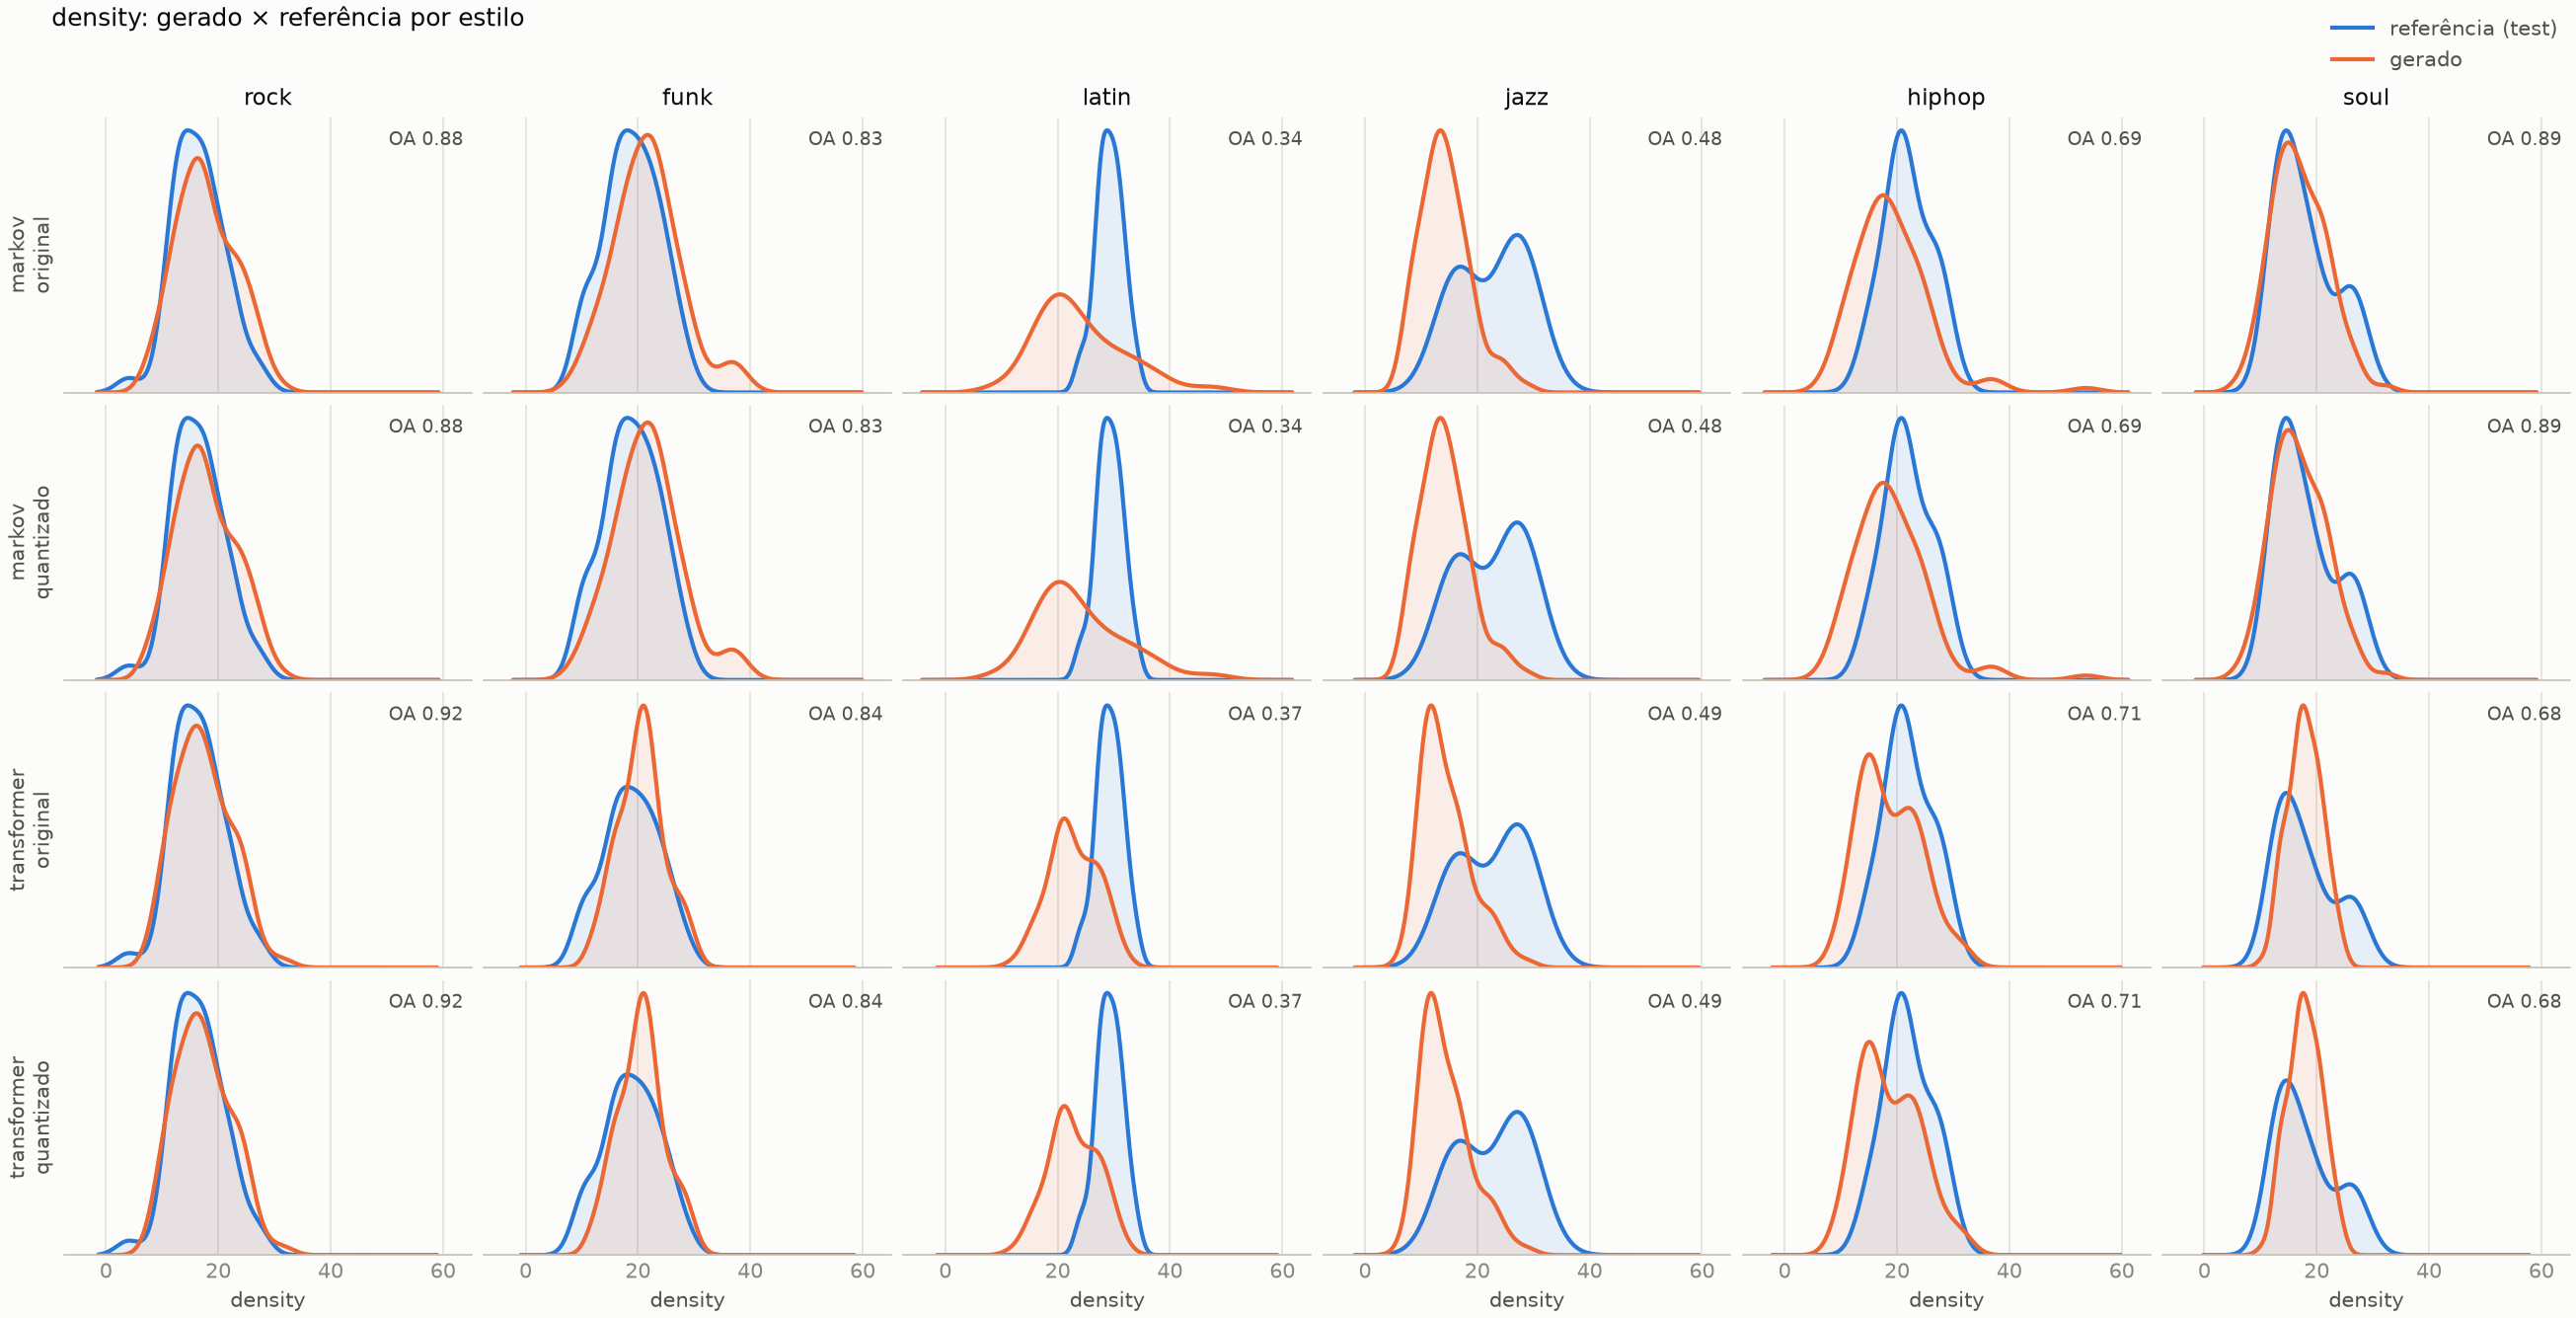 density: gerado × referência por estilo
referência (test)
gerado
rock
funk
latin
jazz
hiphop
soul
markov
original
OA 0.88
OA 0.83
OA 0.34
OA 0.48
OA 0.69
OA 0.89
markov
quantizado
OA 0.88
OA 0.83
OA 0.34
OA 0.48
OA 0.69
OA 0.89
transformer
original
OA 0.92
OA 0.84
OA 0.37
OA 0.49
OA 0.71
OA 0.68
transformer
quantizado
OA 0.92
OA 0.84
OA 0.37
OA 0.49
OA 0.71
OA 0.68
0 20 40 60
0 20 40 60
0 20 40 60
0 20 40 60
0 20 40 60
0 20 40 60
density
density
density
density
density
density